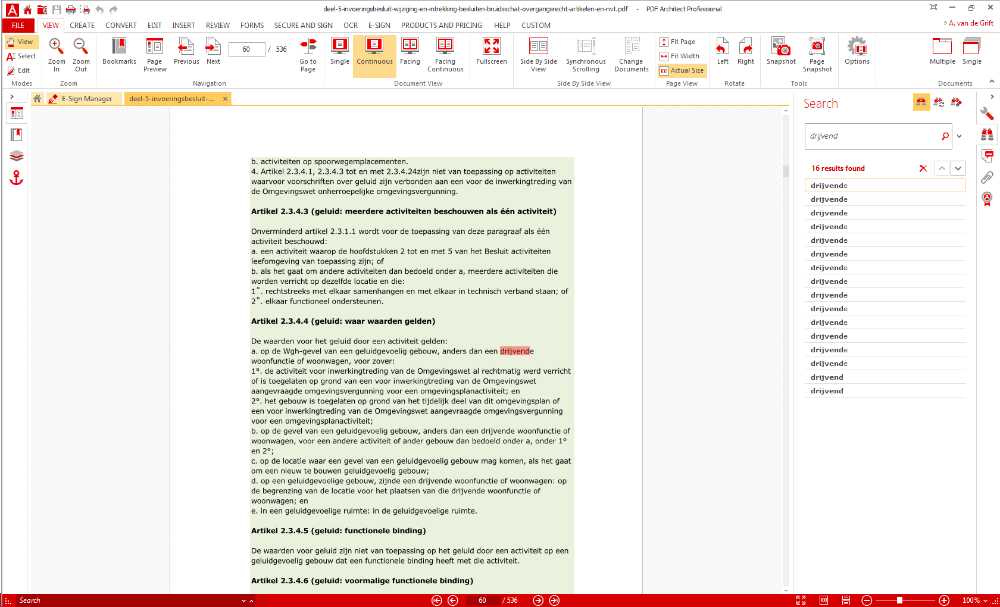 deel-5-invoeringsbesluit-wijziging-en-intrekking-besluiten-bruidsschat-overgangsrecht-artikelen-en-nvt.pdf - PDF Architect Professional
FILE VIEW CREATE CONVERT EDIT INSERT REVIEW FORMS SECURE AND SIGN OCR E-SIGN PRODUCTS AND PRICING HELP CUSTOM
A. van de Grift
View
Select
Edit
Modes
Zoom In
Zoom Out
Zoom
Bookmarks
Page Preview
Previous
Next
60 / 536
Go to Page
Navigation
Single
Continuous
Facing
Facing Continuous
Fullscreen
Document View
Side By Side View
Synchronous Scrolling
Change Documents
Side By Side View
Fit Page
Fit Width
100 Actual Size
Page View
Left
Right
Rotate
Snapshot
Page Snapshot
Tools
Options
Multiple
Single
Documents
E-Sign Manager
deel-5-invoeringsbesluit-...
b. activiteiten op spoorwegemplacementen.
4. Artikel 2.3.4.1, 2.3.4.3 tot en met 2.3.4.24zijn niet van toepassing op activiteiten
waarvoor voorschriften over geluid zijn verbonden aan een voor de inwerkingtreding van
de Omgevingswet onherroepelijke omgevingsvergunning.
Artikel 2.3.4.3 (geluid: meerdere activiteiten beschouwen als één activiteit)
Onverminderd artikel 2.3.1.1 wordt voor de toepassing van deze paragraaf als één
activiteit beschouwd:
a. een activiteit waarop de hoofdstukken 2 tot en met 5 van het Besluit activiteiten
leefomgeving van toepassing zijn; of
b. als het gaat om andere activiteiten dan bedoeld onder a, meerdere activiteiten die
worden verricht op dezelfde locatie en die:
1˚. rechtstreeks met elkaar samenhangen en met elkaar in technisch verband staan; of
2˚. elkaar functioneel ondersteunen.
Artikel 2.3.4.4 (geluid: waar waarden gelden)
De waarden voor het geluid door een activiteit gelden:
a. op de Wgh-gevel van een geluidgevoelig gebouw, anders dan een drijvende
woonfunctie of woonwagen, voor zover:
1°. de activiteit voor inwerkingtreding van de Omgevingswet al rechtmatig werd verricht
of is toegelaten op grond van een voor inwerkingtreding van de Omgevingswet
aangevraagde omgevingsvergunning voor een omgevingsplanactiviteit; en
2°. het gebouw is toegelaten op grond van het tijdelijk deel van dit omgevingsplan of
een voor inwerkingtreding van de Omgevingswet aangevraagde omgevingsvergunning
voor een omgevingsplanactiviteit;
b. op de gevel van een geluidgevoelig gebouw, anders dan een drijvende woonfunctie of
woonwagen, voor een andere activiteit of ander gebouw dan bedoeld onder a, onder 1°
en 2°;
c. op de locatie waar een gevel van een geluidgevoelig gebouw mag komen, als het gaat
om een nieuw te bouwen geluidgevoelig gebouw;
d. op een geluidgevoelige gebouw, zijnde een drijvende woonfunctie of woonwagen: op
de begrenzing van de locatie voor het plaatsen van die drijvende woonfunctie of
woonwagen; en
e. in een geluidgevoelige ruimte: in de geluidgevoelige ruimte.
Artikel 2.3.4.5 (geluid: functionele binding)
De waarden voor geluid zijn niet van toepassing op het geluid door een activiteit op een
geluidgevoelig gebouw dat een functionele binding heeft met die activiteit.
Artikel 2.3.4.6 (geluid: voormalige functionele binding)
Search
drijvend
16 results found
drijvende
drijvende
drijvende
drijvende
drijvende
drijvende
drijvende
drijvende
drijvende
drijvende
drijvende
drijvende
drijvende
drijvende
drijvend
drijvend
Search
60 / 536
100
100%